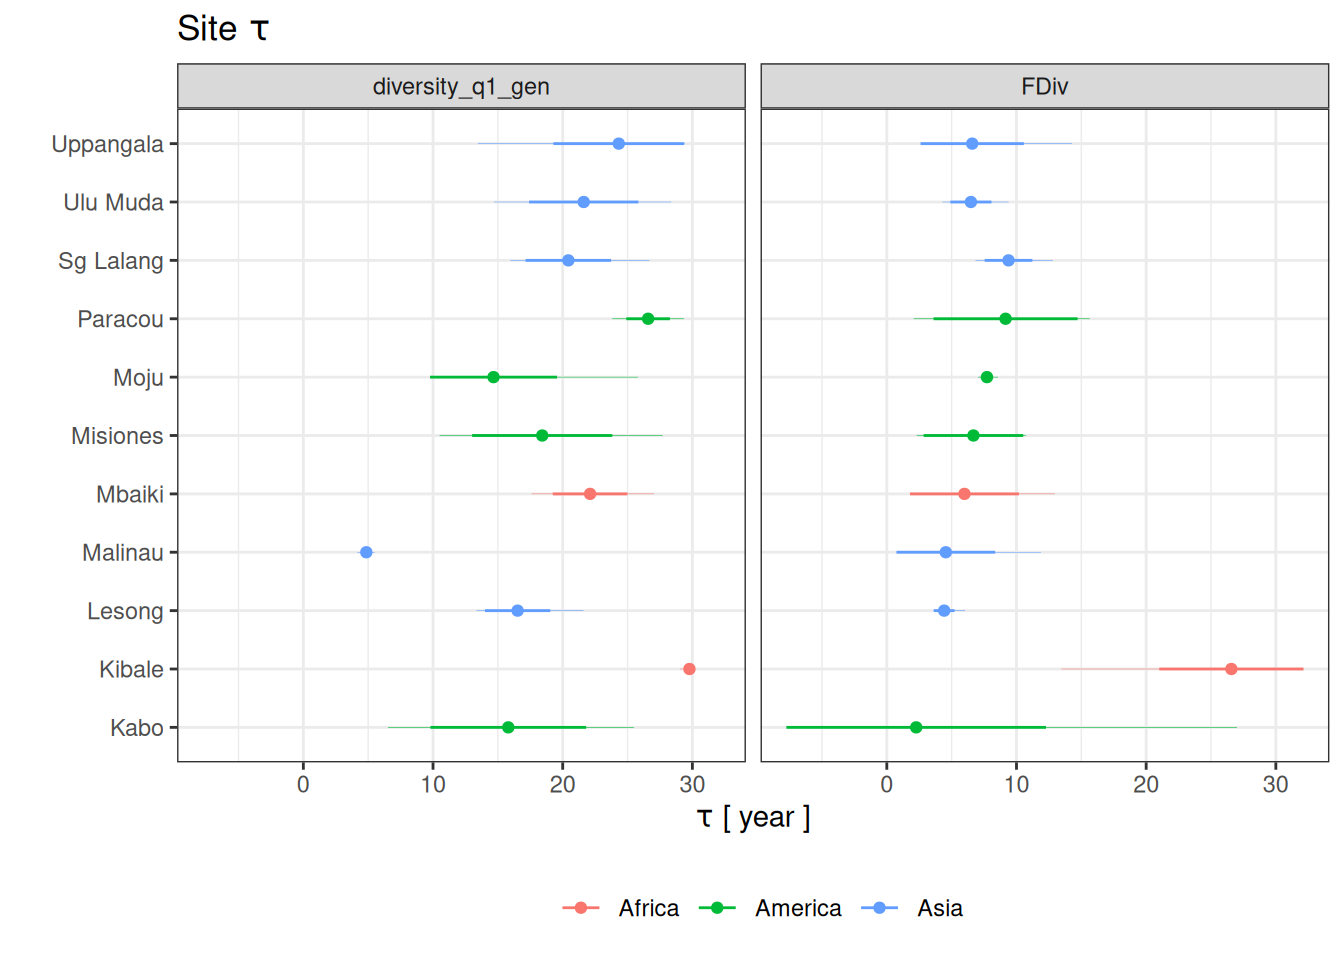 Site τ
diversity_q1_gen FDiv
Uppangala
Ulu Muda
Sg Lalang
Paracou
Moju
Misiones
Mbaiki
Malinau
Lesong
Kibale
Kabo
0 10 20 30 0 10 20 30
τ [ year ]
Africa America Asia